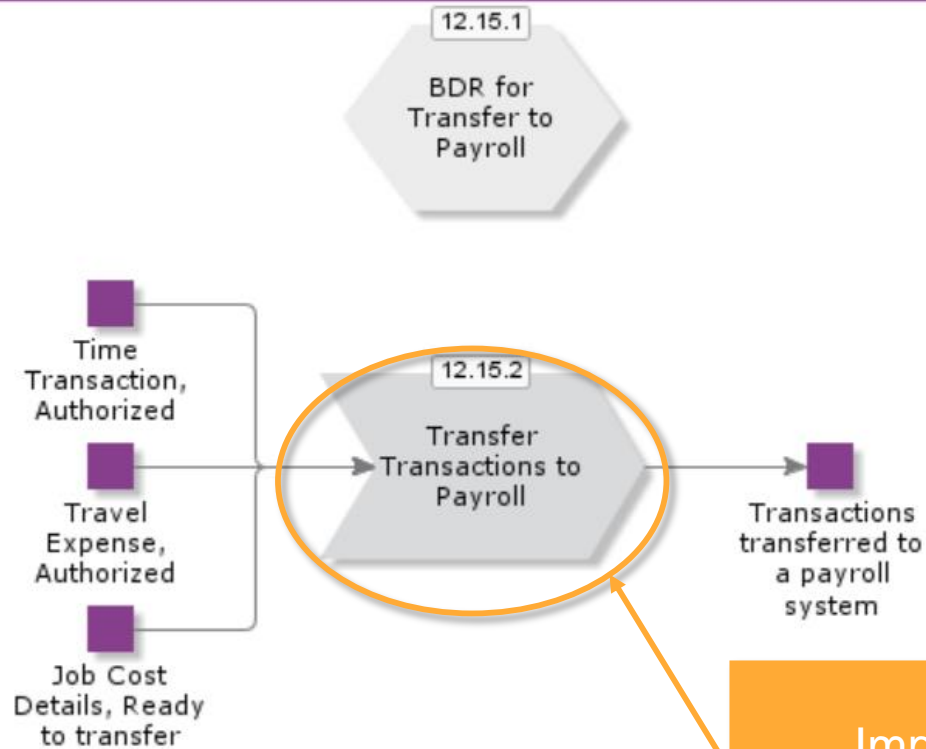 12.15.1
BDR for
Transfer to
Payroll
Time
Transaction,
Authorized
Travel
Expense,
Authorized
Job Cost
Details, Ready
to transfer
12.15.2
Transfer
Transactions to
Payroll
Transactions
transferred to
a payroll
system